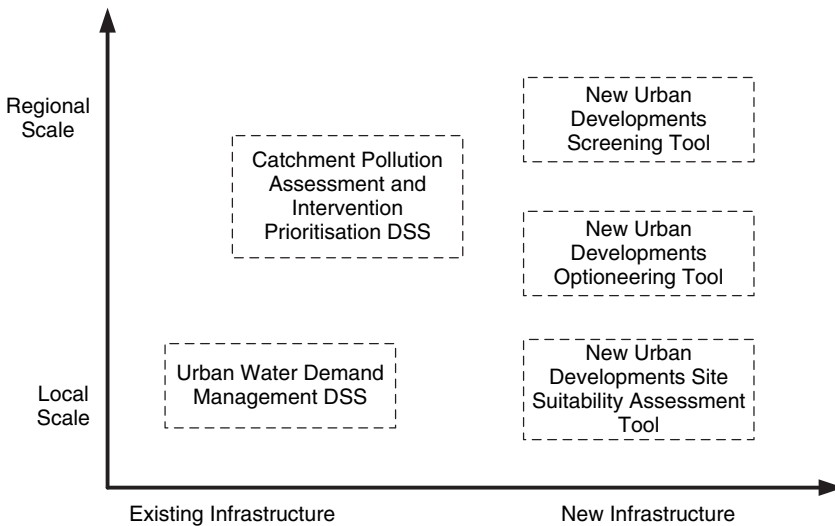 Regional
Scale
New Urban
Developments
Screening Tool
Catchment Pollution
Assessment and
Intervention
Prioritisation DSS
New Urban
Developments
Optioneering Tool
Local
Scale
Urban Water Demand
Management DSS
New Urban
Developments Site
Suitability Assessment
Tool
Existing Infrastructure
New Infrastructure